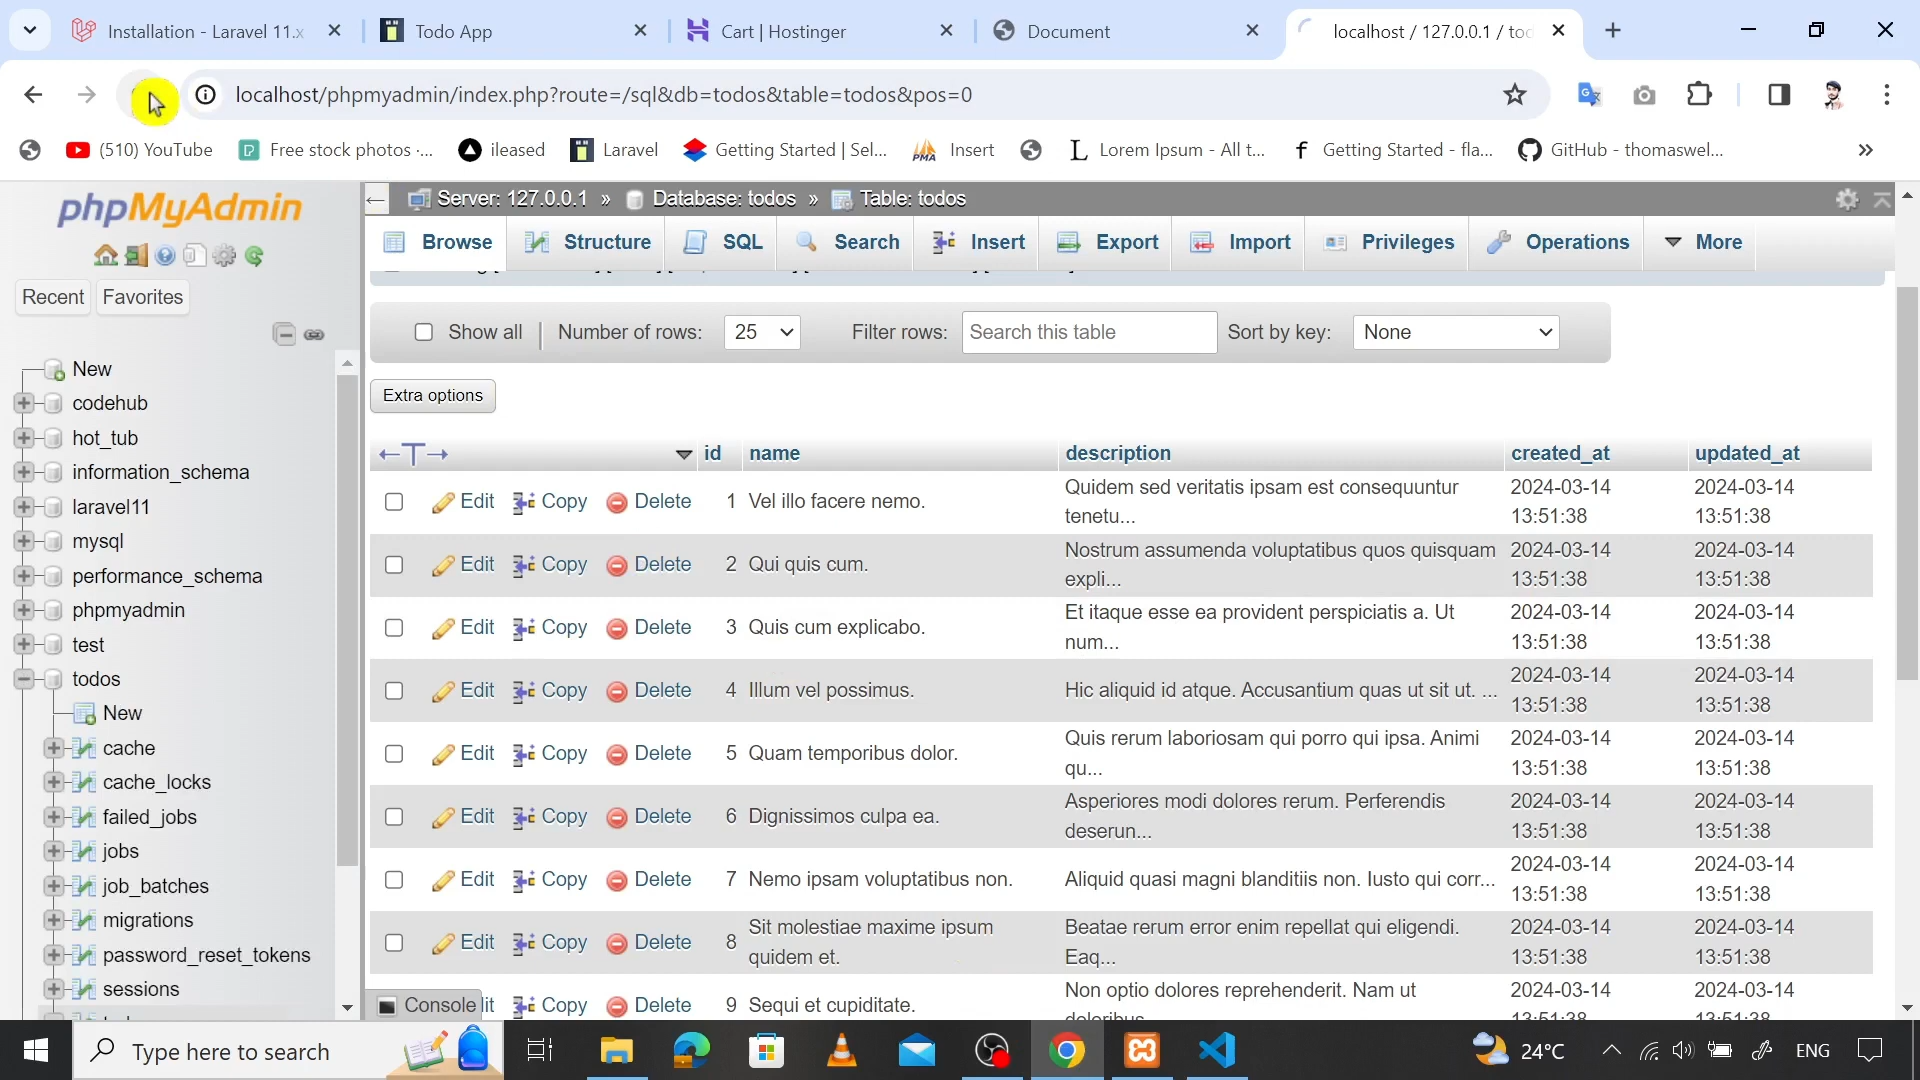 Installation - Laravel 11.x
Todo App
Cart | Hostinger
Document
localhost / 127.0.0.1 / tod
localhost/phpmyadmin/index.php?route=/sql&db=todos&table=todos&pos=0
(510) YouTube
Free stock photos ·...
ileased
Laravel
Getting Started | Sel...
PMA
Insert
Lorem Ipsum - All t...
Getting Started - fla...
GitHub - thomaswel...
phpMyAdmin
Recent
Favorites
New
codehub
hot_tub
information_schema
laravel11
mysql
performance_schema
phpmyadmin
test
todos
New
cache
cache_locks
failed_jobs
jobs
job_batches
migrations
password_reset_tokens
sessions
Server: 127.0.0.1 » Database: todos » Table: todos
Browse Structure SQL Search Insert Export Import Privileges Operations More
Show all Number of rows: 25 Filter rows: Search this table Sort by key: None
Extra options
id name description created_at updated_at
Edit Copy Delete 1 Vel illo facere nemo. Quidem sed veritatis ipsam est consequuntur tenetu... 2024-03-14 13:51:38 2024-03-14 13:51:38
Edit Copy Delete 2 Qui quis cum. Nostrum assumenda voluptatibus quos quisquam expli... 2024-03-14 13:51:38 2024-03-14 13:51:38
Edit Copy Delete 3 Quis cum explicabo. Et itaque esse ea provident perspiciatis a. Ut num... 2024-03-14 13:51:38 2024-03-14 13:51:38
Edit Copy Delete 4 Illum vel possimus. Hic aliquid id atque. Accusantium quas ut sit ut. ... 2024-03-14 13:51:38 2024-03-14 13:51:38
Edit Copy Delete 5 Quam temporibus dolor. Quis rerum laboriosam qui porro qui ipsa. Animi qu... 2024-03-14 13:51:38 2024-03-14 13:51:38
Edit Copy Delete 6 Dignissimos culpa ea. Asperiores modi dolores rerum. Perferendis deserun... 2024-03-14 13:51:38 2024-03-14 13:51:38
Edit Copy Delete 7 Nemo ipsam voluptatibus non. Aliquid quasi magni blanditiis non. Iusto qui corr... 2024-03-14 13:51:38 2024-03-14 13:51:38
Edit Copy Delete 8 Sit molestiae maxime ipsum quidem et. Beatae rerum error enim repellat qui eligendi. Eaq... 2024-03-14 13:51:38 2024-03-14 13:51:38
Console it Copy Delete 9 Sequi et cupiditate. Non optio dolores reprehenderit. Nam ut doloribus 2024-03-14 13:51:38 2024-03-14 13:51:38
Type here to search
24°C
ENG